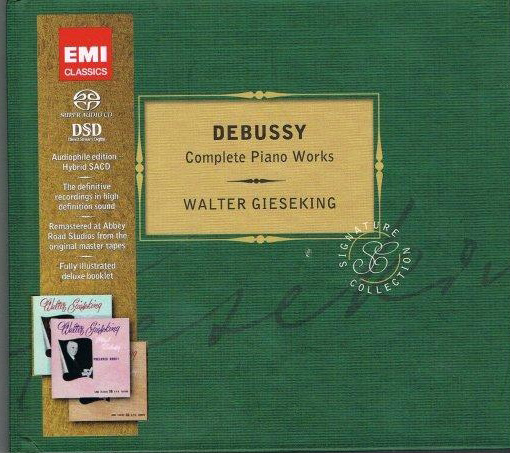 EMI
CLASSICS
SUPER AUDIO CD
DSD
Direct Stream Digital
Audiophile edition -
Hybrid SACD
The definitive
recordings in high
definition sound
Remastered at Abbey
Road Studios from the
original master tapes
Fully illustrated
deluxe booklet
DEBUSSY
Complete Piano Works
WALTER GIESEKING
SIGNATURE
SC
COLLECTION
Walter Gieseking
Walter Gieseking